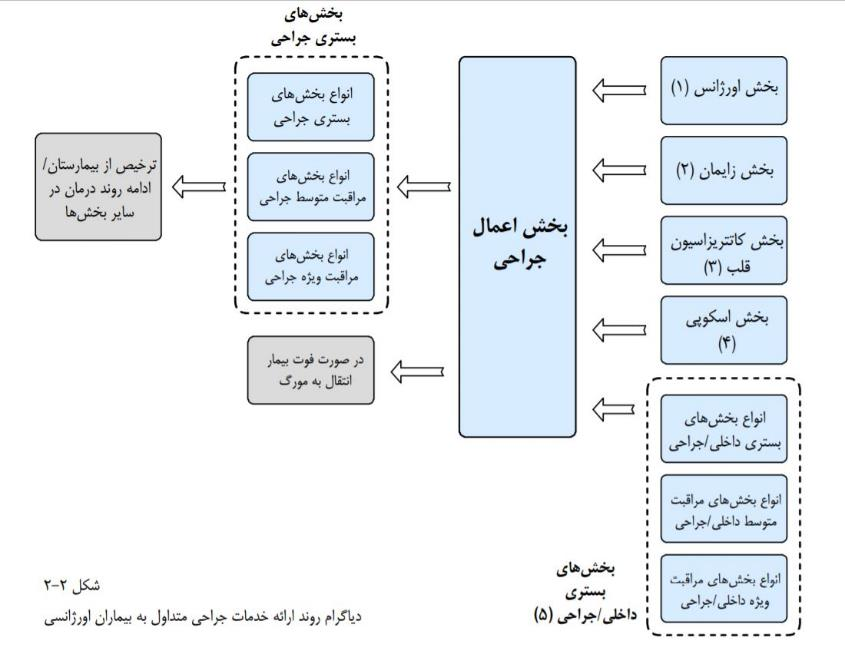 بخش‌های
بستری جراحی
بخش اورژانس (۱)
بخش زایمان (۲)
بخش کاتتریزاسیون
قلب (۳)
بخش اسکوپی
(۴)
انواع بخش‌های
بستری داخلی/جراحی
انواع بخش‌های مراقبت
متوسط داخلی/جراحی
انواع بخش‌های مراقبت
ویژه داخلی/جراحی
بخش‌های
بستری
داخلی/جراحی (۵)
بخش اعمال
جراحی
انواع بخش‌های
بستری جراحی
انواع بخش‌های
مراقبت متوسط جراحی
انواع بخش‌های
مراقبت ویژه جراحی
در صورت فوت بیمار
انتقال به مورگ
ترخیص از بیمارستان/
ادامه روند درمان در
سایر بخش‌ها
شکل ۲-۲
دیاگرام روند ارائه خدمات جراحی متداول به بیماران اورژانسی